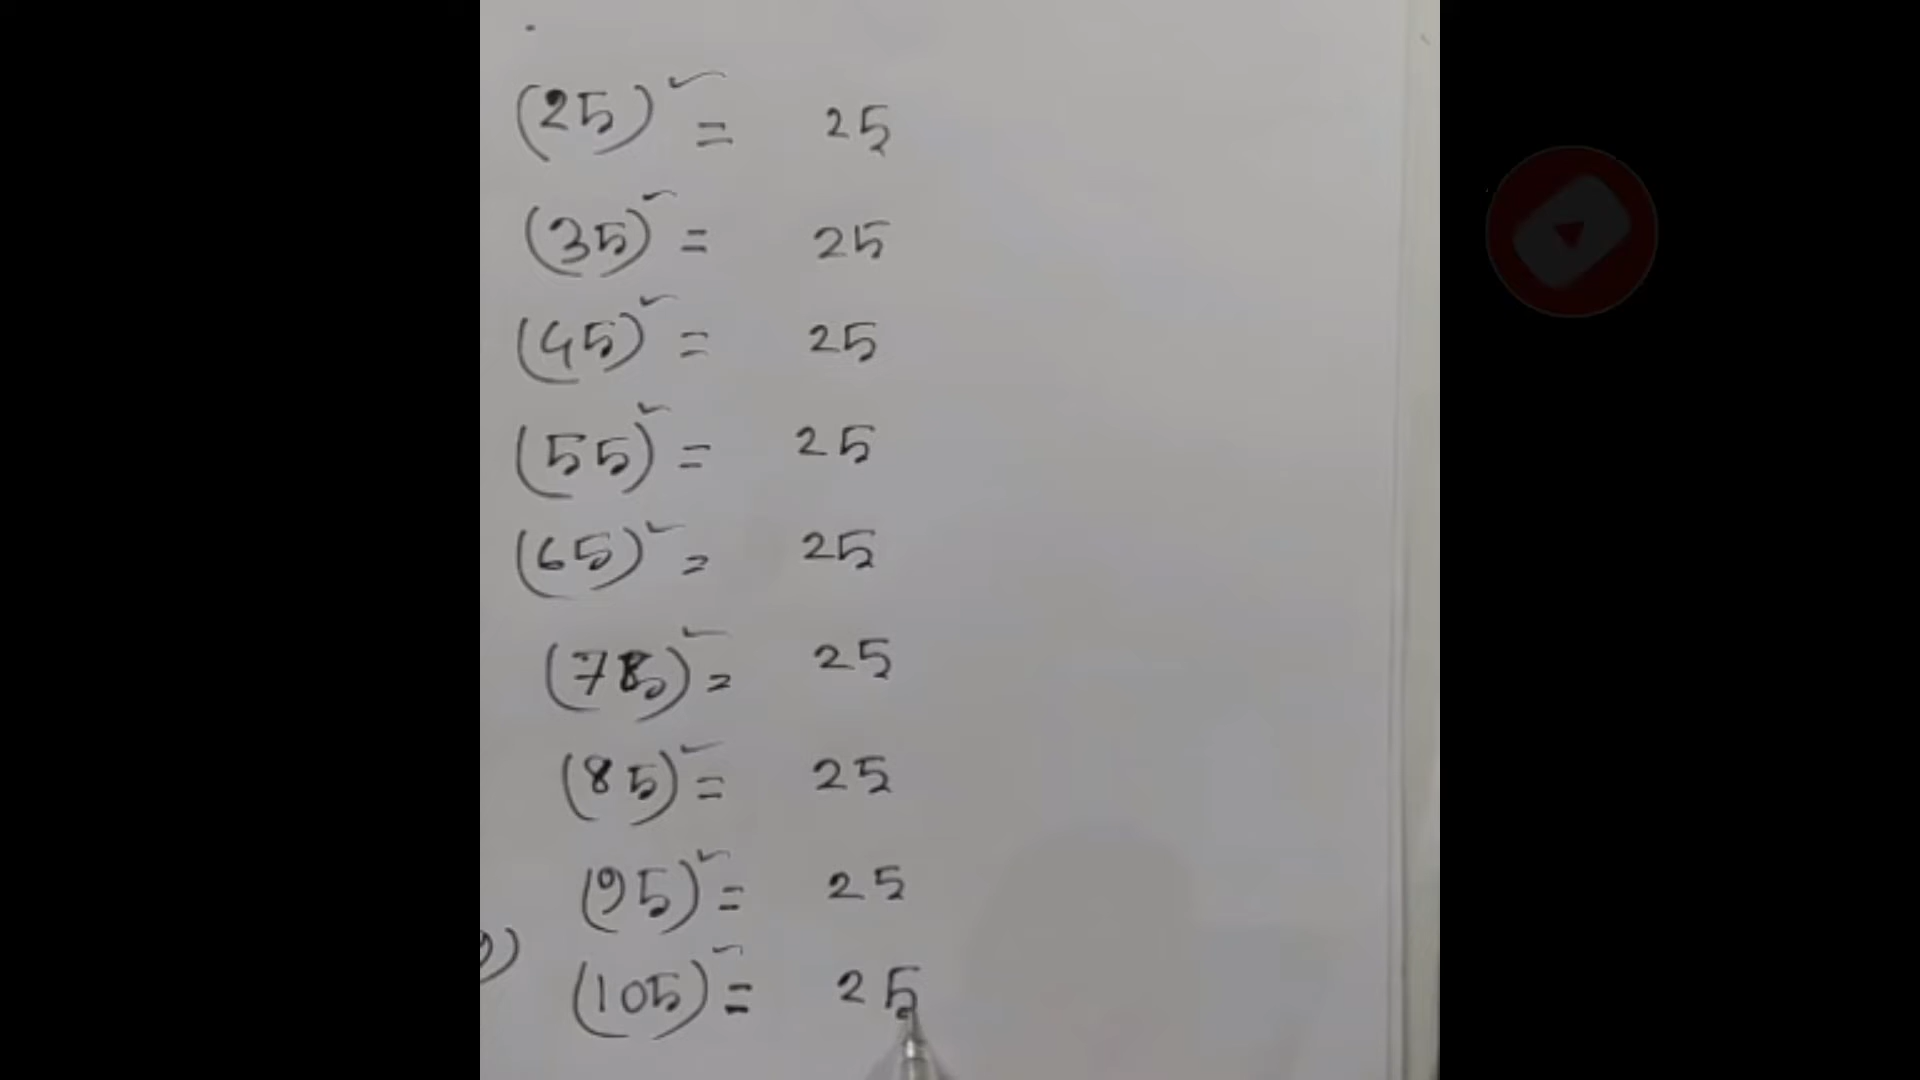 (25)² = 25
(35)² = 25
(45)² = 25
(55)² = 25
(65)² = 25
(75)² = 25
(85)² = 25
(95)² = 25
(105)² = 25